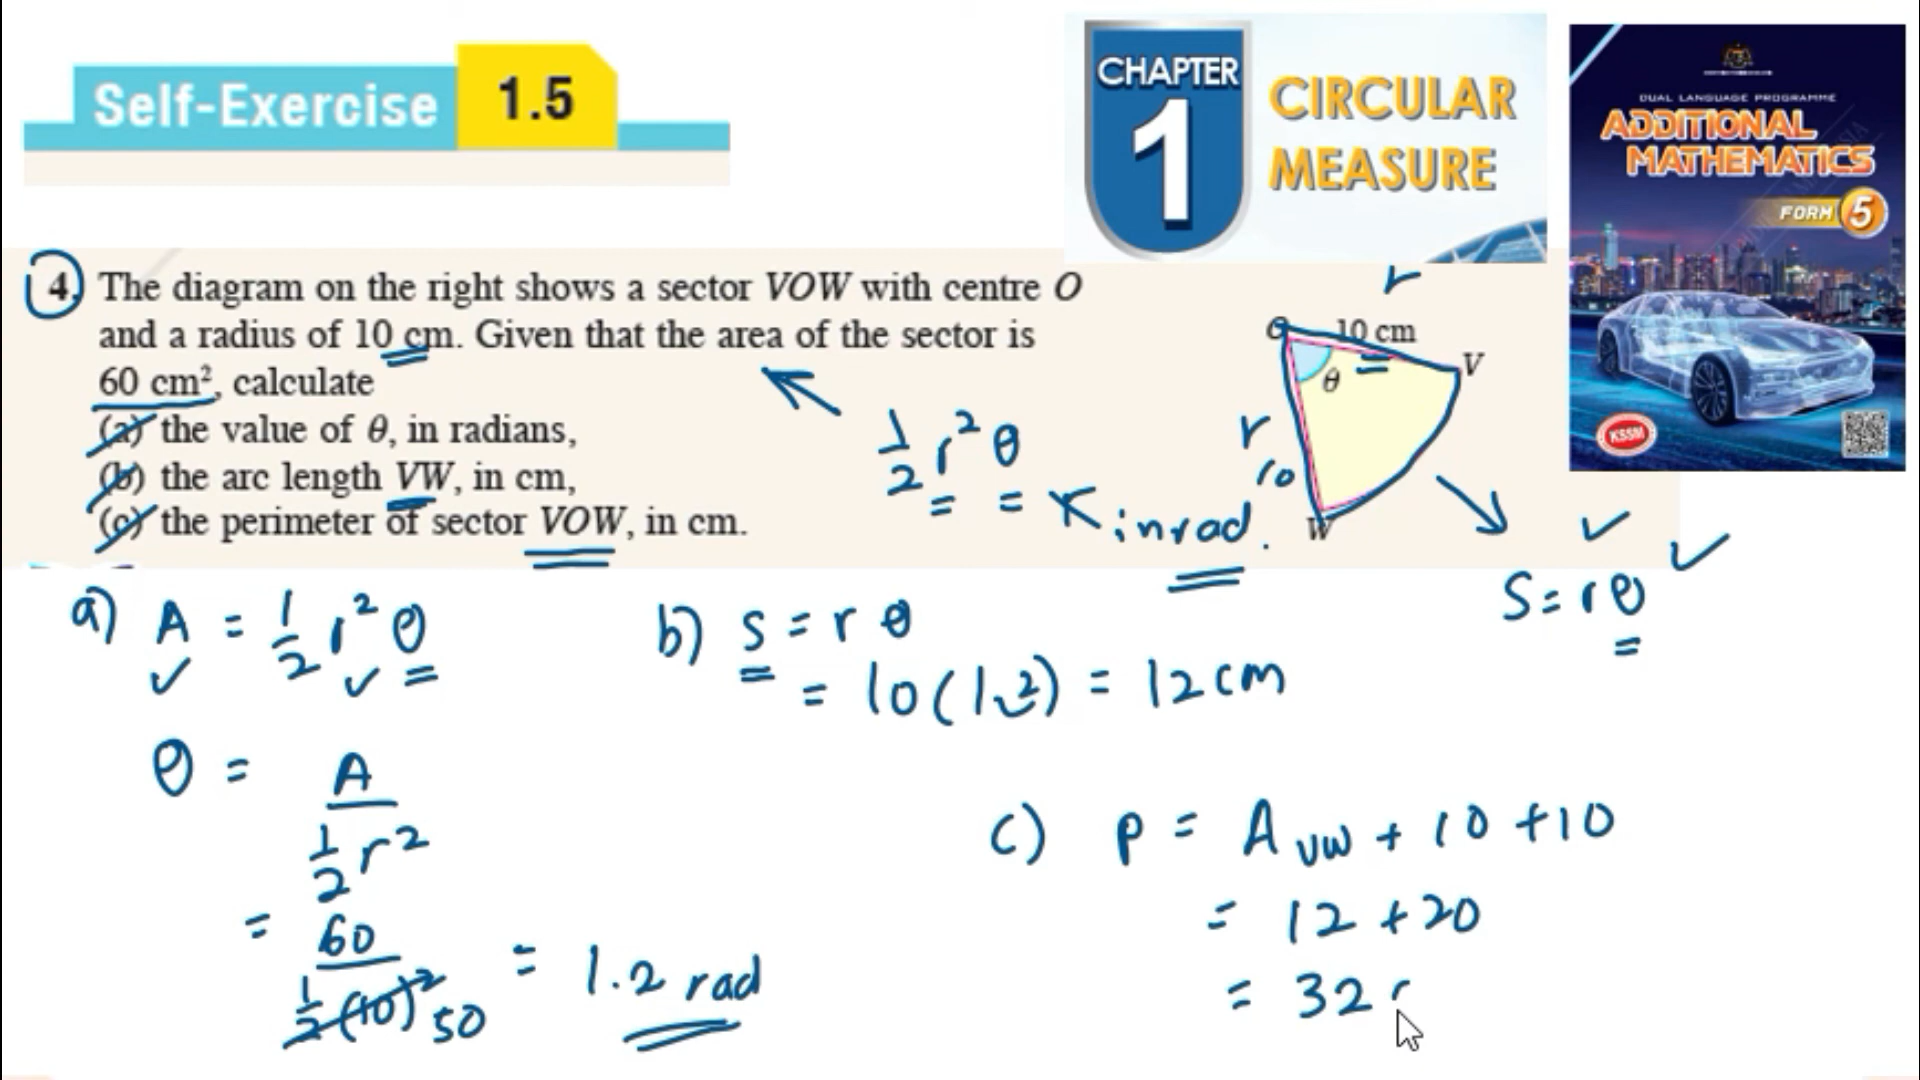 Self-Exercise 1.5
CHAPTER
1
CIRCULAR
MEASURE
DUAL LANGUAGE PROGRAMME
ADDITIONAL
MATHEMATICS
FORM 5
KSSM
4. The diagram on the right shows a sector VOW with centre O
and a radius of 10 cm. Given that the area of the sector is
60 cm², calculate
(a) the value of θ, in radians,
(b) the arc length VW, in cm,
(c) the perimeter of sector VOW, in cm.
r
O 10 cm
V
θ
r
10
W
1/2 r²θ
in rad.
S = rθ
a) A = 1/2 r² θ
θ = A / 1/2 r²
= 60 / 1/2 (10)² 50 = 1.2 rad
b) s = r θ
= 10 (1.2) = 12 cm
c) P = A VW + 10 + 10
= 12 + 20
= 32